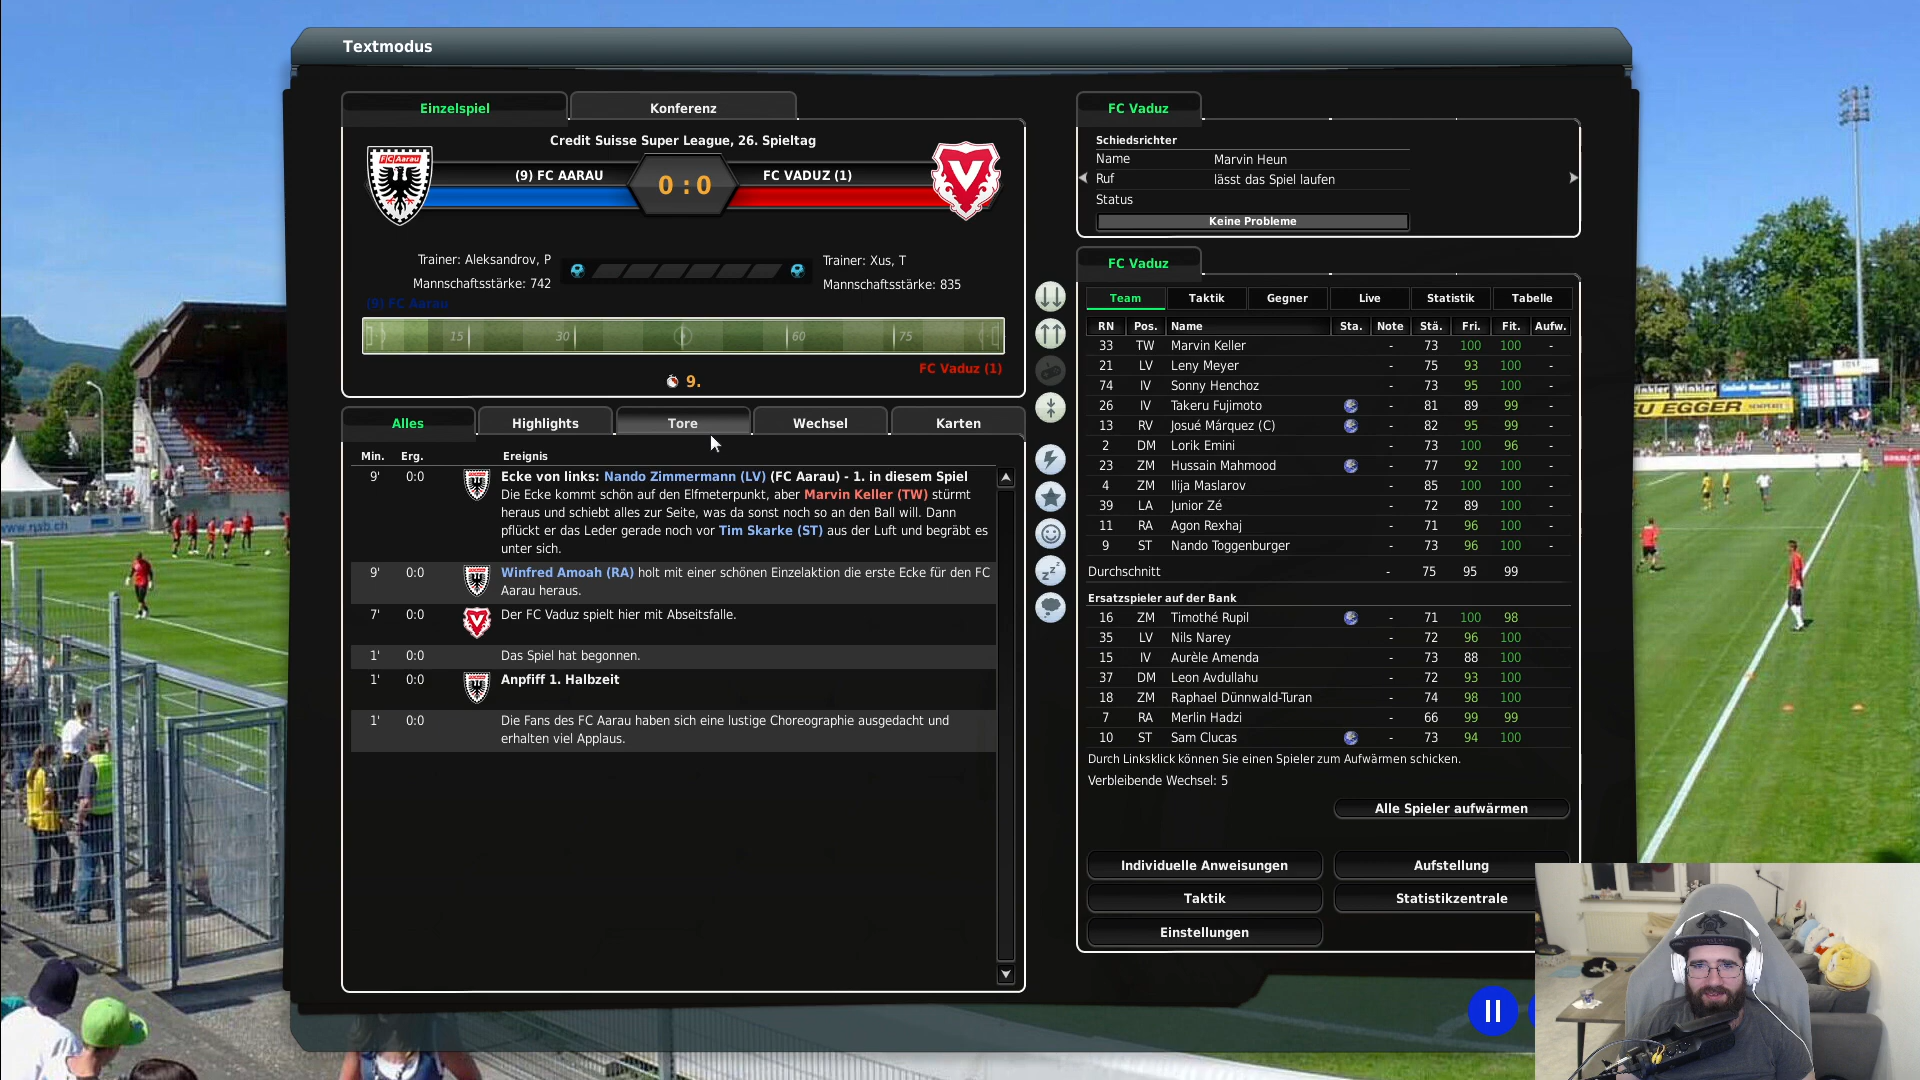 Textmodus
Einzelspiel
Konferenz
Credit Suisse Super League, 26. Spieltag
FC Aarau
(9) FC AARAU
0 : 0
FC VADUZ (1)
V
Trainer: Aleksandrov, P
Trainer: Xus, T
Mannschaftsstärke: 742
Mannschaftsstärke: 835
(9) FC Aarau
15
30
60
75
FC Vaduz (1)
9.
Alles
Highlights
Tore
Wechsel
Karten
Min. Erg. Ereignis
9' 0:0 Ecke von links: Nando Zimmermann (LV) (FC Aarau) - 1. in diesem Spiel
Die Ecke kommt schön auf den Elfmeterpunkt, aber Marvin Keller (TW) stürmt
heraus und schiebt alles zur Seite, was da sonst noch so an den Ball will. Dann
pflückt er das Leder gerade noch vor Tim Skarke (ST) aus der Luft und begräbt es
unter sich.
9' 0:0 Winfred Amoah (RA) holt mit einer schönen Einzelaktion die erste Ecke für den FC
Aarau heraus.
7' 0:0 Der FC Vaduz spielt hier mit Abseitsfalle.
1' 0:0 Das Spiel hat begonnen.
1' 0:0 Anpfiff 1. Halbzeit
1' 0:0 Die Fans des FC Aarau haben sich eine lustige Choreographie ausgedacht und
erhalten viel Applaus.
FC Vaduz
Schiedsrichter
Name Marvin Heun
Ruf lässt das Spiel laufen
Status
Keine Probleme
FC Vaduz
Team Taktik Gegner Live Statistik Tabelle
RN Pos. Name Sta. Note Stä. Fri. Fit. Aufw.
33 TW Marvin Keller - 73 100 100 -
21 LV Leny Meyer - 75 93 100 -
74 IV Sonny Henchoz - 73 95 100 -
26 IV Takeru Fujimoto - 81 89 99 -
13 RV Josué Márquez (C) - 82 95 99 -
2 DM Lorik Emini - 73 100 96 -
23 ZM Hussain Mahmood - 77 92 100 -
4 ZM Ilija Maslarov - 85 100 100 -
39 LA Junior Zé - 72 89 100 -
11 RA Agon Rexhaj - 71 96 100 -
9 ST Nando Toggenburger - 73 96 100 -
Durchschnitt - 75 95 99
Ersatzspieler auf der Bank
16 ZM Timothé Rupil - 71 100 98
35 LV Nils Narey - 72 96 100
15 IV Aurèle Amenda - 73 88 100
37 DM Leon Avdullahu - 72 93 100
18 ZM Raphael Dünnwald-Turan - 74 98 100
7 RA Merlin Hadzi - 66 99 99
10 ST Sam Clucas - 73 94 100
Durch Linksklick können Sie einen Spieler zum Aufwärmen schicken.
Verbleibende Wechsel: 5
Alle Spieler aufwärmen
Individuelle Anweisungen
Aufstellung
Taktik
Statistikzentrale
Einstellungen
www.nab.ch
EGGER